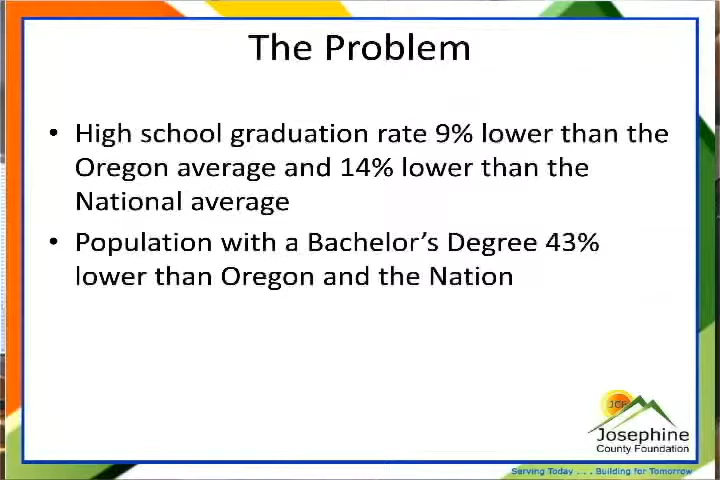 The Problem
• High school graduation rate 9% lower than the
Oregon average and 14% lower than the
National average
• Population with a Bachelor's Degree 43%
lower than Oregon and the Nation
JCF
Josephine
County Foundation
Serving Today . . . Building for Tomorrow